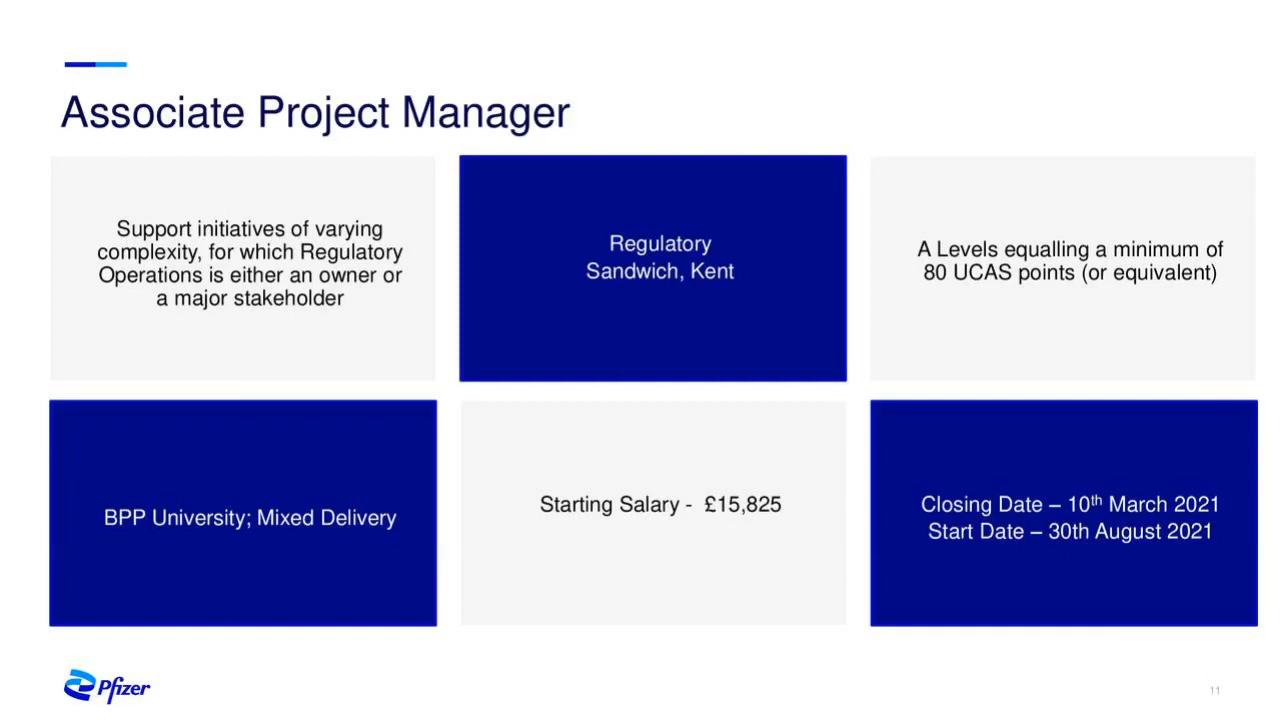 Associate Project Manager
Support initiatives of varying
complexity, for which Regulatory
Operations is either an owner or
a major stakeholder
Regulatory
Sandwich, Kent
A Levels equalling a minimum of
80 UCAS points (or equivalent)
BPP University; Mixed Delivery
Starting Salary -  £15,825
Closing Date – 10th March 2021
Start Date – 30th August 2021
Pfizer
11